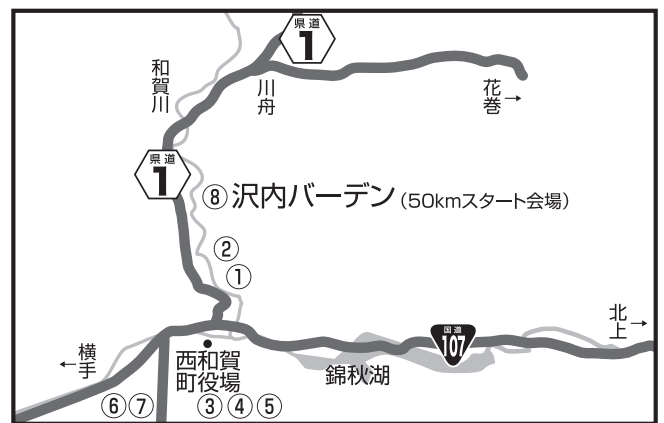 県道
1
和賀川
川舟
花巻→
県道
1
⑧沢内バーデン(50kmスタート会場)
②
①
北上→
国道
107
←横手
西和賀
町役場
錦秋湖
⑥⑦
③④⑤